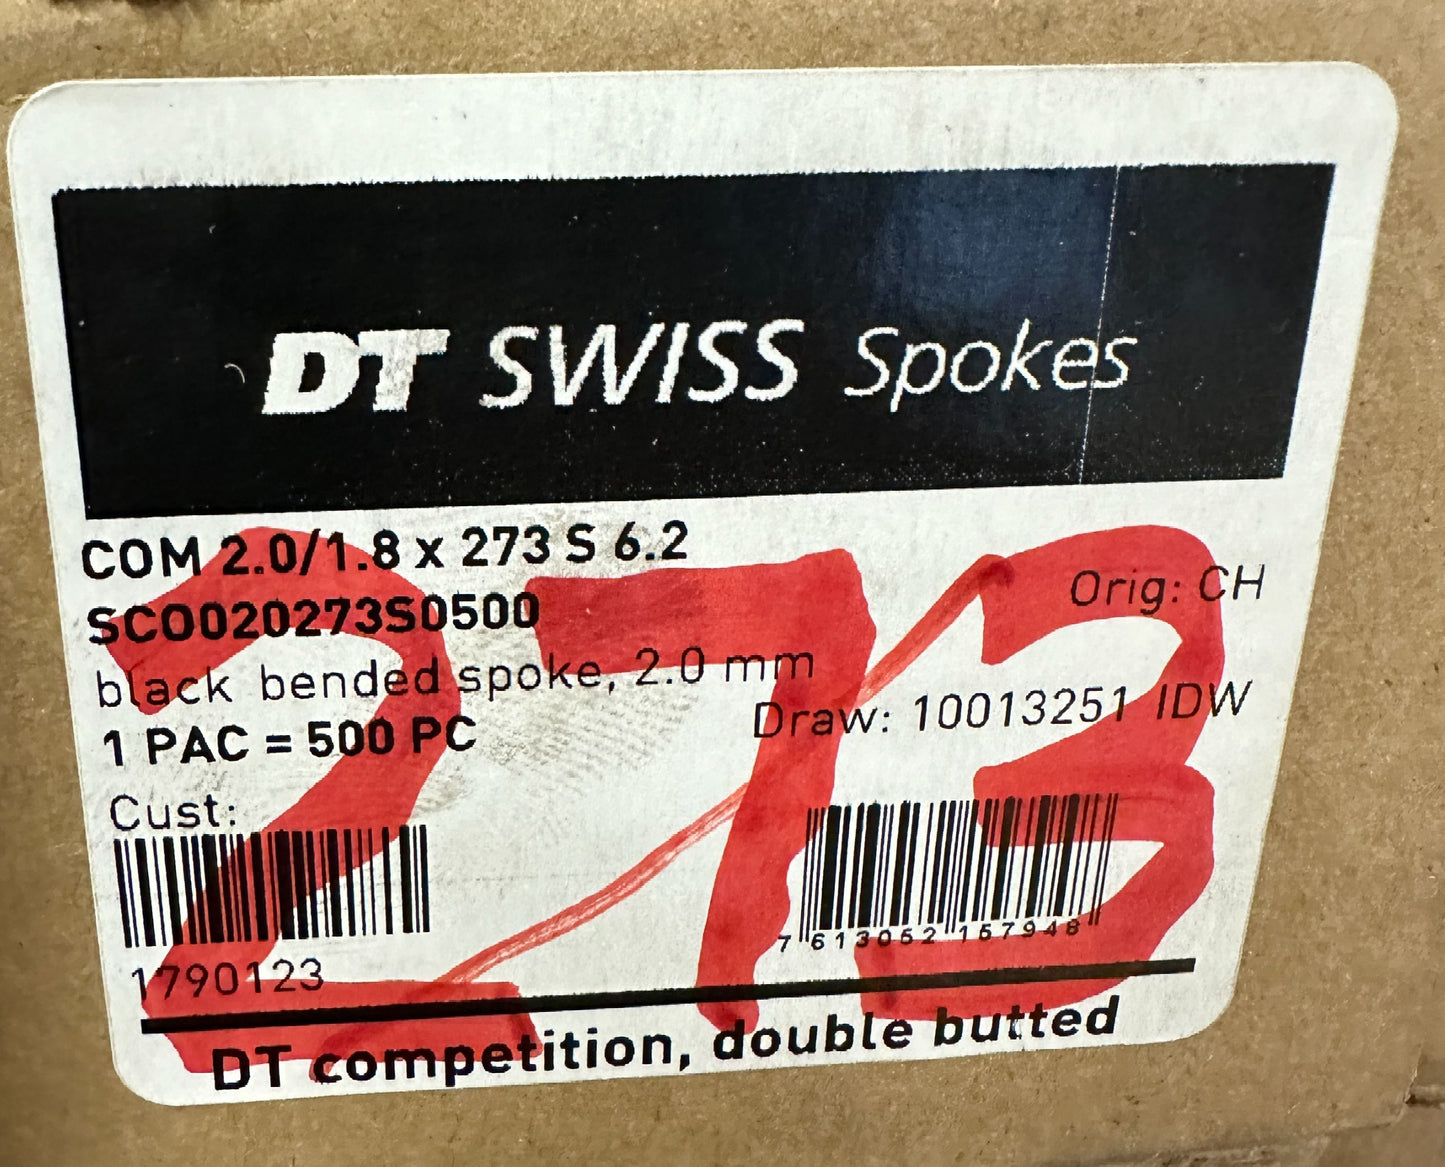 DT SWISS Spokes
COM 2.0/1.8 x 273 S 6.2
SCO020273S0500
Orig: CH
black bended spoke, 2.0 mm
Draw: 10013251 IDW
1 PAC = 500 PC
Cust:
1790123
7 613052 157948
DT competition, double butted
273